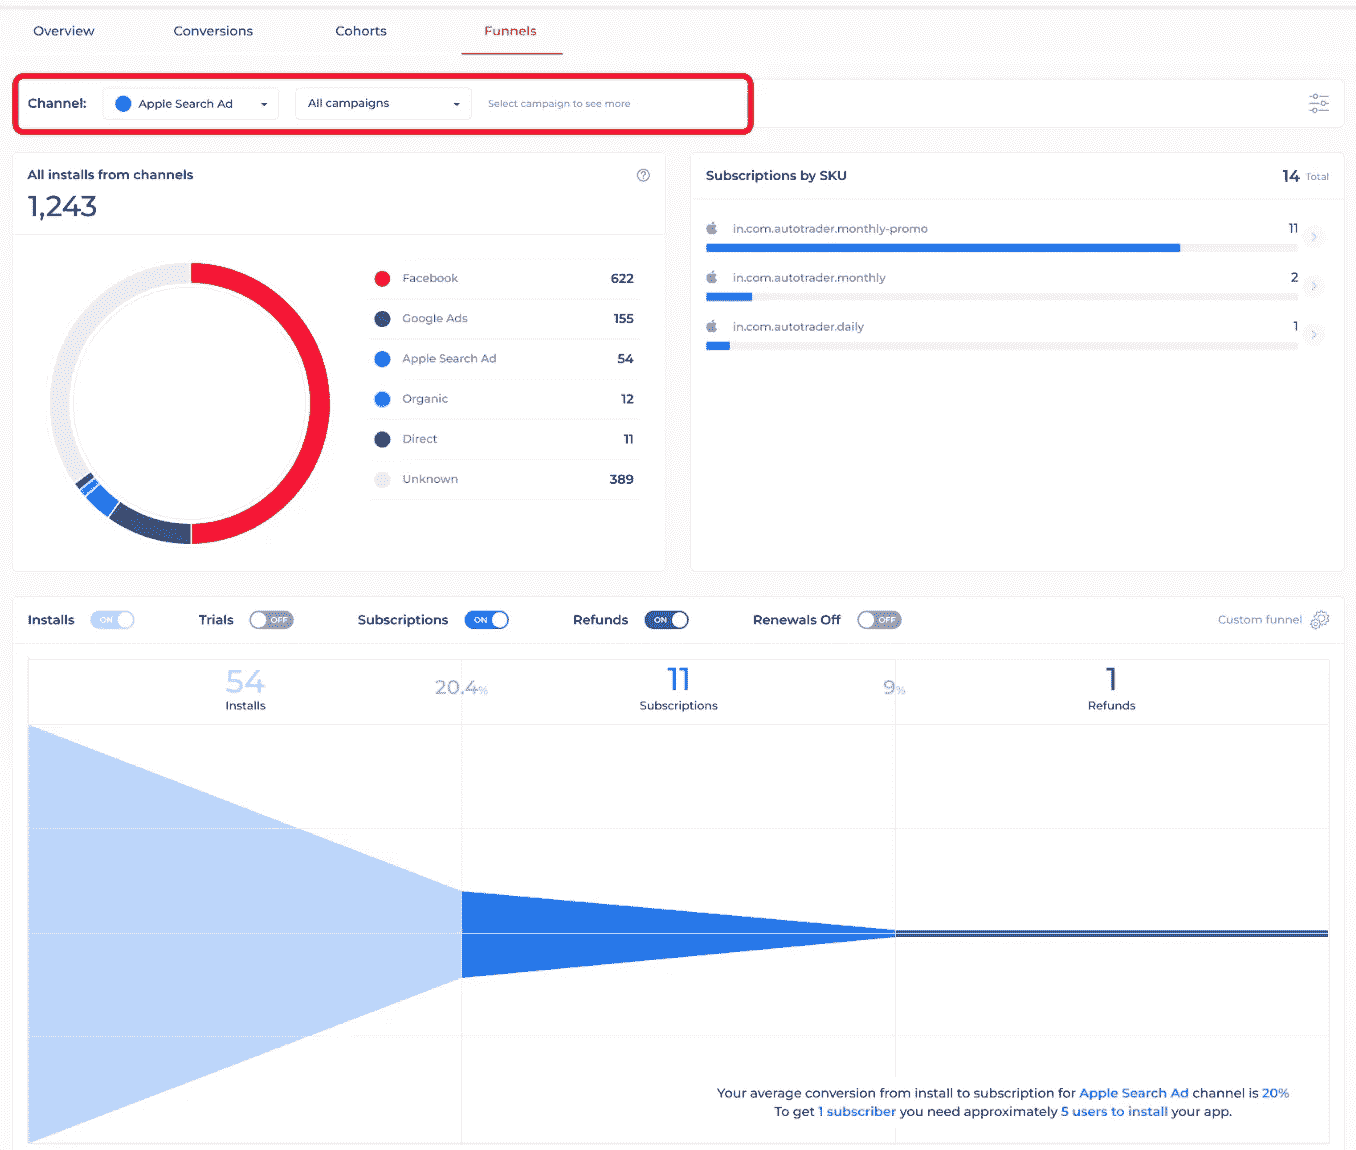 Overview Conversions Cohorts Funnels
Channel: Apple Search Ad All campaigns Select campaign to see more
All installs from channels
1,243
Facebook 622
Google Ads 155
Apple Search Ad 54
Organic 12
Direct 11
Unknown 389
Subscriptions by SKU 14 Total
in.com.autotrader.monthly-promo 11
in.com.autotrader.monthly 2
in.com.autotrader.daily 1
Installs ON Trials OFF Subscriptions ON Refunds ON Renewals Off OFF Custom funnel
54 20.4% 11 9% 1
Installs Subscriptions Refunds
Your average conversion from install to subscription for Apple Search Ad channel is 20%
To get 1 subscriber you need approximately 5 users to install your app.